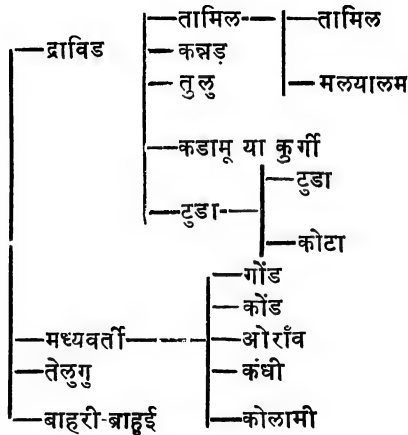 तामिल तामिल
द्राविड कन्नड़
तुलु मलयालम
कडामू या कुर्गी
टुडा
टुडा
कोटा
गोंड
कोंड
मध्यवर्ती ओराँव
तेलुगु कंधी
बाहरी-ब्राहुई कोलामी